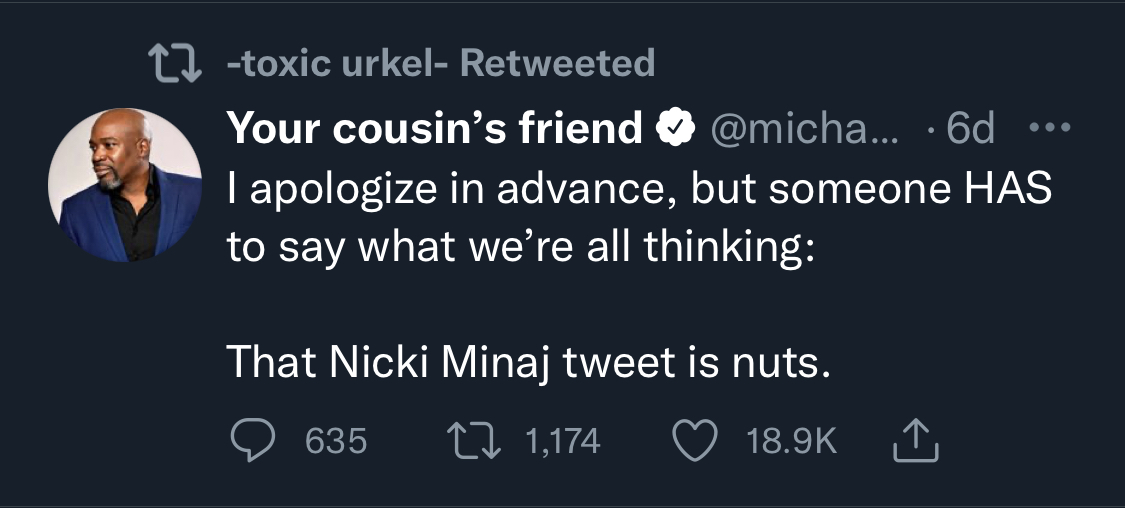 -toxic urkel- Retweeted
Your cousin’s friend @micha... · 6d
I apologize in advance, but someone HAS
to say what we’re all thinking:
That Nicki Minaj tweet is nuts.
635 1,174 18.9K